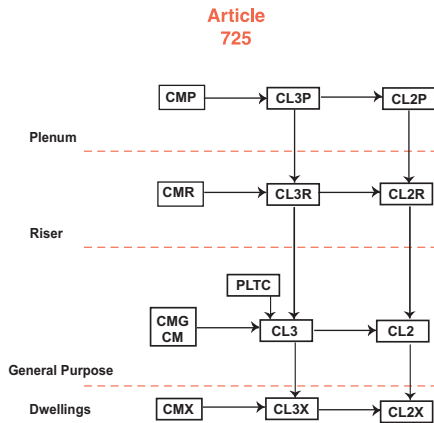 Article
725
CMP
CL3P
CL2P
Plenum
CMR
CL3R
CL2R
Riser
PLTC
CMG
CM
CL3
CL2
General Purpose
Dwellings
CMX
CL3X
CL2X